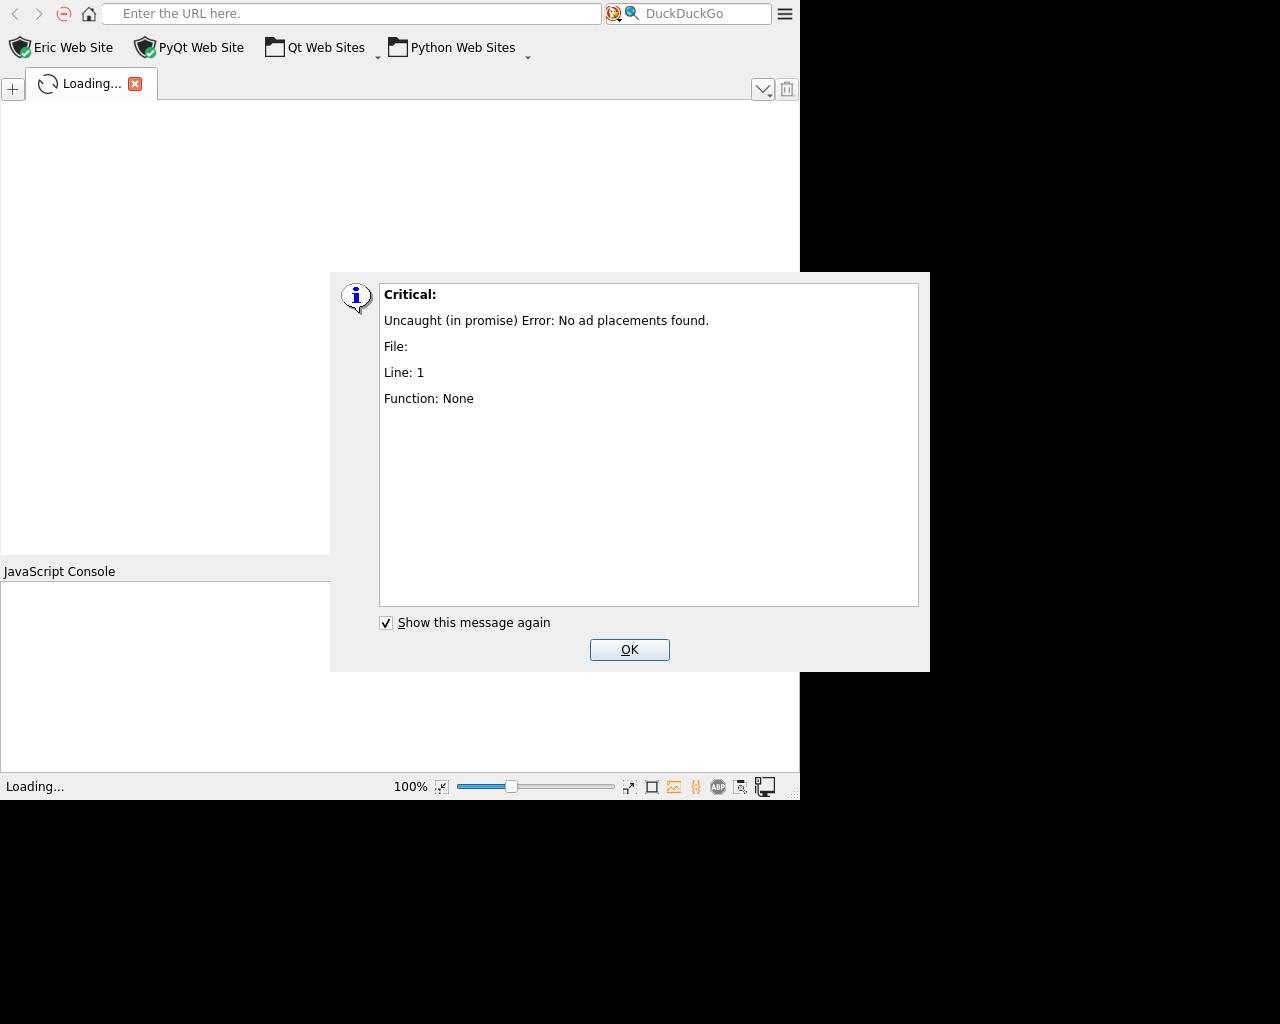 Enter the URL here.
DuckDuckGo
Eric Web Site
PyQt Web Site
Qt Web Sites
Python Web Sites
Loading...
Critical:
Uncaught (in promise) Error: No ad placements found.
File:
Line: 1
Function: None
Show this message again
OK
JavaScript Console
Loading...
100%
ABP